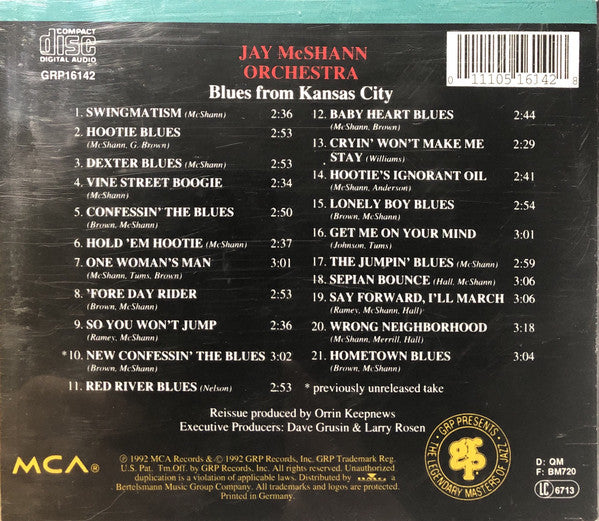 COMPACT
disc
DIGITAL AUDIO
GRP16142
JAY McSHANN
ORCHESTRA
Blues from Kansas City
0 11105 16142 8
1. SWINGMATISM (McShann) 2:36
2. HOOTIE BLUES 2:53
(McShann, G. Brown)
3. DEXTER BLUES (McShann) 2:53
4. VINE STREET BOOGIE 2:34
(McShann)
5. CONFESSIN' THE BLUES 2:50
(Brown, McShann)
6. HOLD 'EM HOOTIE (McShann) 2:37
7. ONE WOMAN'S MAN 3:01
(McShann, Tums, Brown)
8. 'FORE DAY RIDER 2:53
(Brown, McShann)
9. SO YOU WON'T JUMP 2:36
(Ramey, McShann)
*10. NEW CONFESSIN' THE BLUES 3:02
(Brown, McShann)
11. RED RIVER BLUES (Nelson) 2:53
12. BABY HEART BLUES 2:44
(McShann, Brown)
13. CRYIN' WON'T MAKE ME 2:29
STAY (Williams)
14. HOOTIE'S IGNORANT OIL 2:41
(McShann, Anderson)
15. LONELY BOY BLUES 2:54
(Brown, McShann)
16. GET ME ON YOUR MIND 3:01
(Johnson, Tums)
17. THE JUMPIN' BLUES (McShann) 2:59
18. SEPIAN BOUNCE (Hall, McShann) 3:06
19. SAY FORWARD, I'LL MARCH 3:06
(Ramey, McShann, Hall)
20. WRONG NEIGHBORHOOD 3:18
(McShann, Merrill, Hall)
21. HOMETOWN BLUES 3:04
(Brown, McShann)
* previously unreleased take
Reissue produced by Orrin Keepnews
Executive Producers: Dave Grusin & Larry Rosen
MCA®
℗ 1992 MCA Records & © 1992 GRP Records, Inc. GRP Trademark Reg.
U.S. Pat. Tm.Off. by GRP Records, Inc. All rights reserved. Unauthorized
duplication is a violation of applicable laws. Distributed by BMG a
Bertelsmann Music Group Company. All trademarks and logos are protected.
Printed in Germany.
GRP PRESENTS
THE LEGENDARY MASTERS OF JAZZ
GRP
D: QM
F: BM720
LC 6713